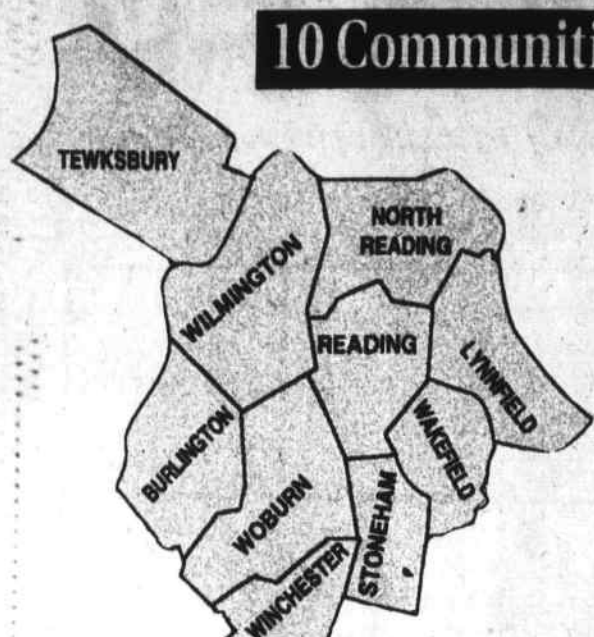 10 Communiti
TEWKSBURY
NORTH
READING
WILMINGTON
READING
LYNNFIELD
BURLINGTON
WAKEFIELD
WOBURN
STONEHAM
WINCHESTER